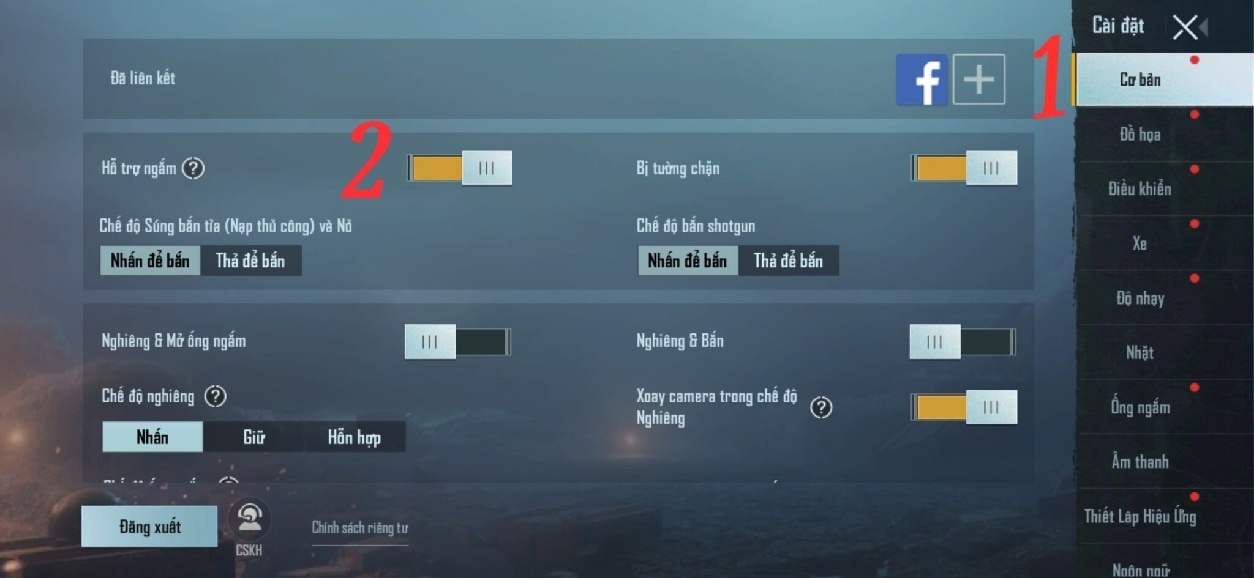 Cài đặt
1
Cơ bản
Đã liên kết
2
Hỗ trợ ngắm ?
Bị tường chặn
Chế độ Súng bắn tỉa (Nạp thủ công) và Nỏ
Nhấn để bắn Thả để bắn
Chế độ bắn shotgun
Nhấn để bắn Thả để bắn
Nghiêng & Mở ống ngắm
Nghiêng & Bắn
Chế độ nghiêng ?
Nhấn Giữ Hỗn hợp
Xoay camera trong chế độ
Nghiêng ?
Đăng xuất
CSKH
Chính sách riêng tư
Đồ họa
Điều khiển
Xe
Độ nhạy
Nhặt
Ống ngắm
Âm thanh
Thiết Lập Hiệu Ứng
Ngôn ngữ